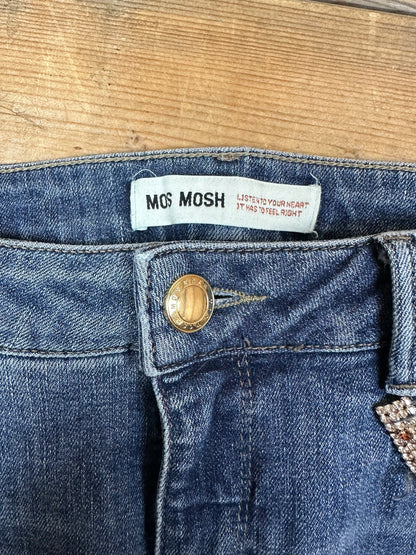 MOS MOSH
LISTEN TO YOUR HEART
IT HAS TO FEEL RIGHT